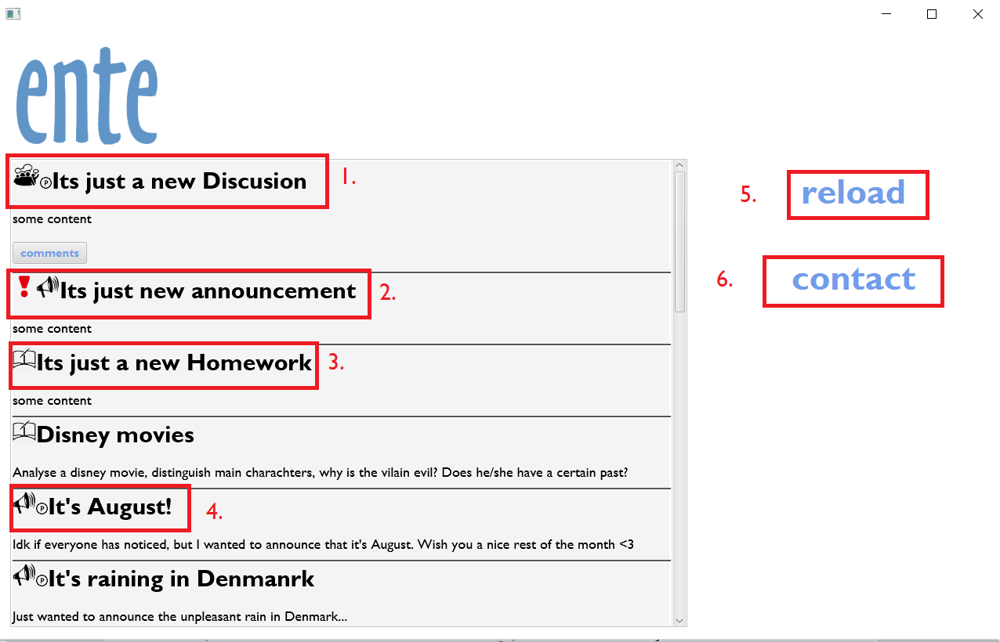 ente
ⓅIts just a new Discusion
1.
some content
comments
❗Its just new announcement
2.
some content
Its just a new Homework
3.
some content
Disney movies
Analyse a disney movie, distinguish main charachters, why is the vilain evil? Does he/she have a certain past?
ⓅIt's August!
4.
Idk if everyone has noticed, but I wanted to announce that it's August. Wish you a nice rest of the month <3
ⓅIt's raining in Denmanrk
Just wanted to announce the unpleasant rain in Denmark...
5.
reload
6.
contact